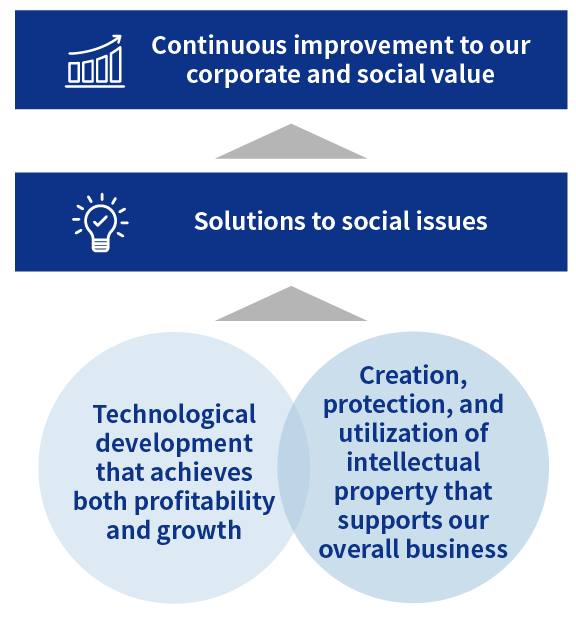 Continuous improvement to our
corporate and social value
Solutions to social issues
Technological
development
that achieves
both profitability
and growth
Creation,
protection, and
utilization of
intellectual
property that
supports our
overall business